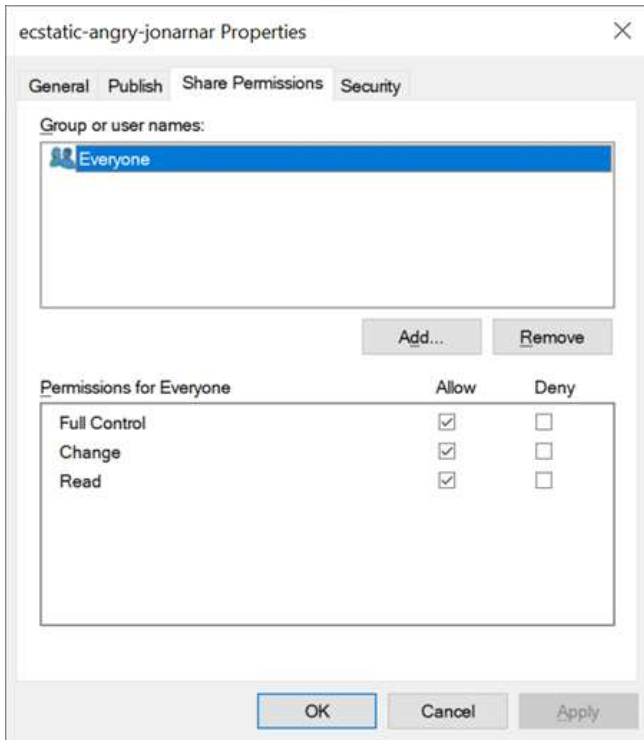 ecstatic-angry-jonarnar Properties
General Publish Share Permissions Security
Group or user names:
Everyone
Add... Remove
Permissions for Everyone Allow Deny
Full Control
Change
Read
OK Cancel Apply